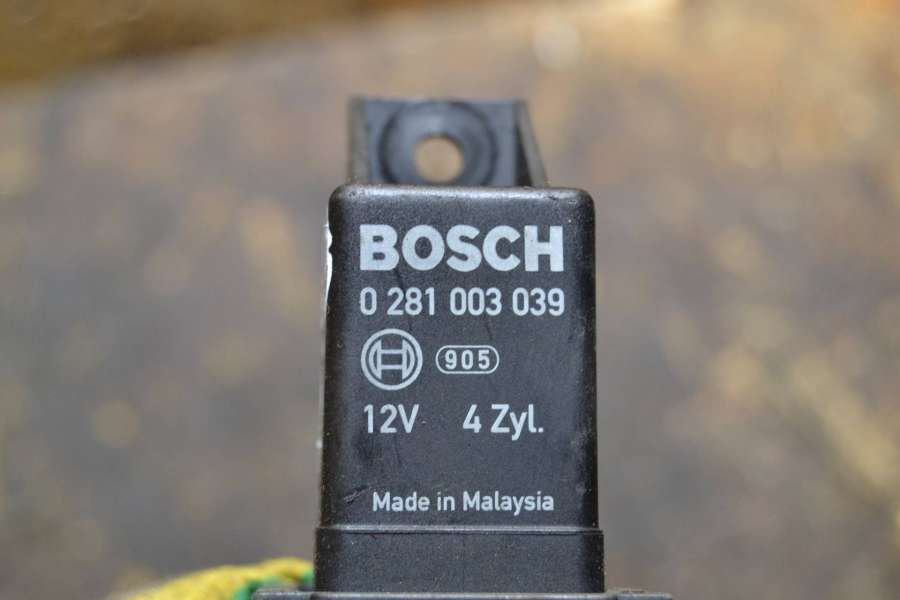 BOSCH
0 281 003 039
905
12V 4 Zyl.
Made in Malaysia